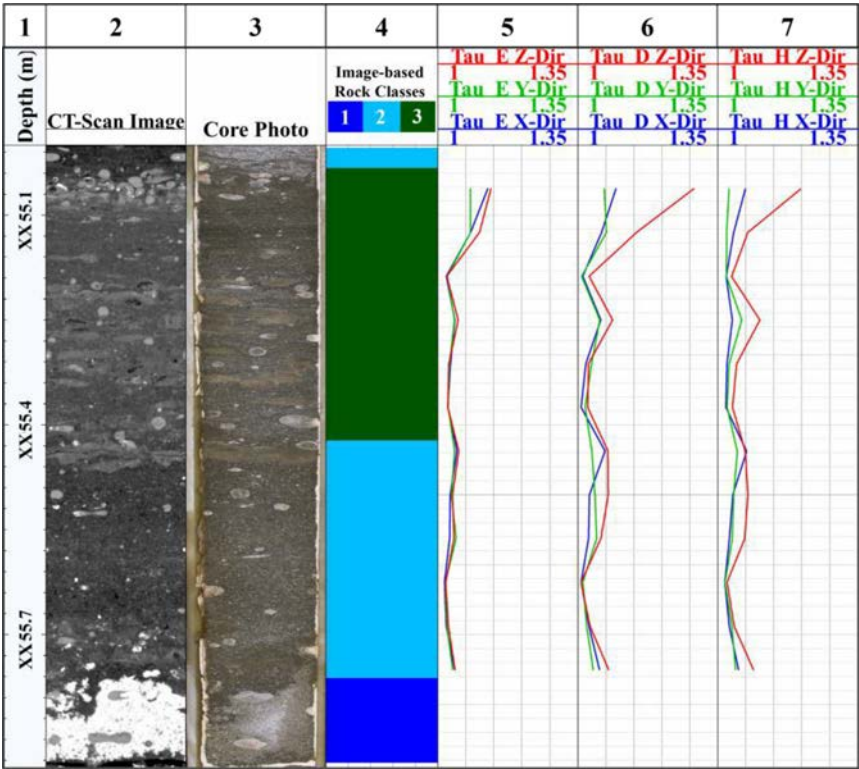 1 2 3 4 5 6 7
Depth (m)
CT-Scan Image
Core Photo
Image-based
Rock Classes
1 2 3
Tau E Z-Dir
1 1.35
Tau E Y-Dir
1 1.35
Tau E X-Dir
1 1.35
Tau D Z-Dir
1 1.35
Tau D Y-Dir
1 1.35
Tau D X-Dir
1 1.35
Tau H Z-Dir
1 1.35
Tau H Y-Dir
1 1.35
Tau H X-Dir
1 1.35
XX55.1
XX55.4
XX55.7